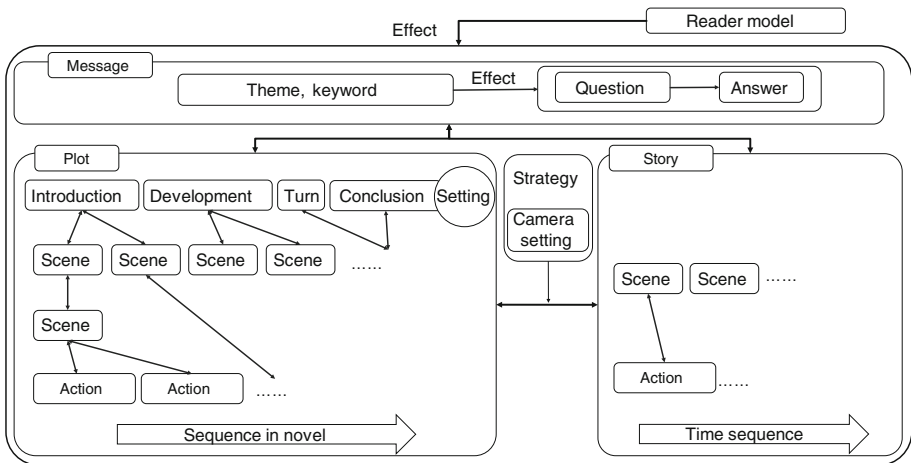 Reader model
Effect
Message
Theme, keyword
Effect
Question
Answer
Plot
Introduction
Development
Turn
Conclusion
Setting
Scene
Scene
Scene
Scene
......
Scene
Action
Action
......
Sequence in novel
Strategy
Camera
setting
Story
Scene
Scene
......
Action
......
Time sequence